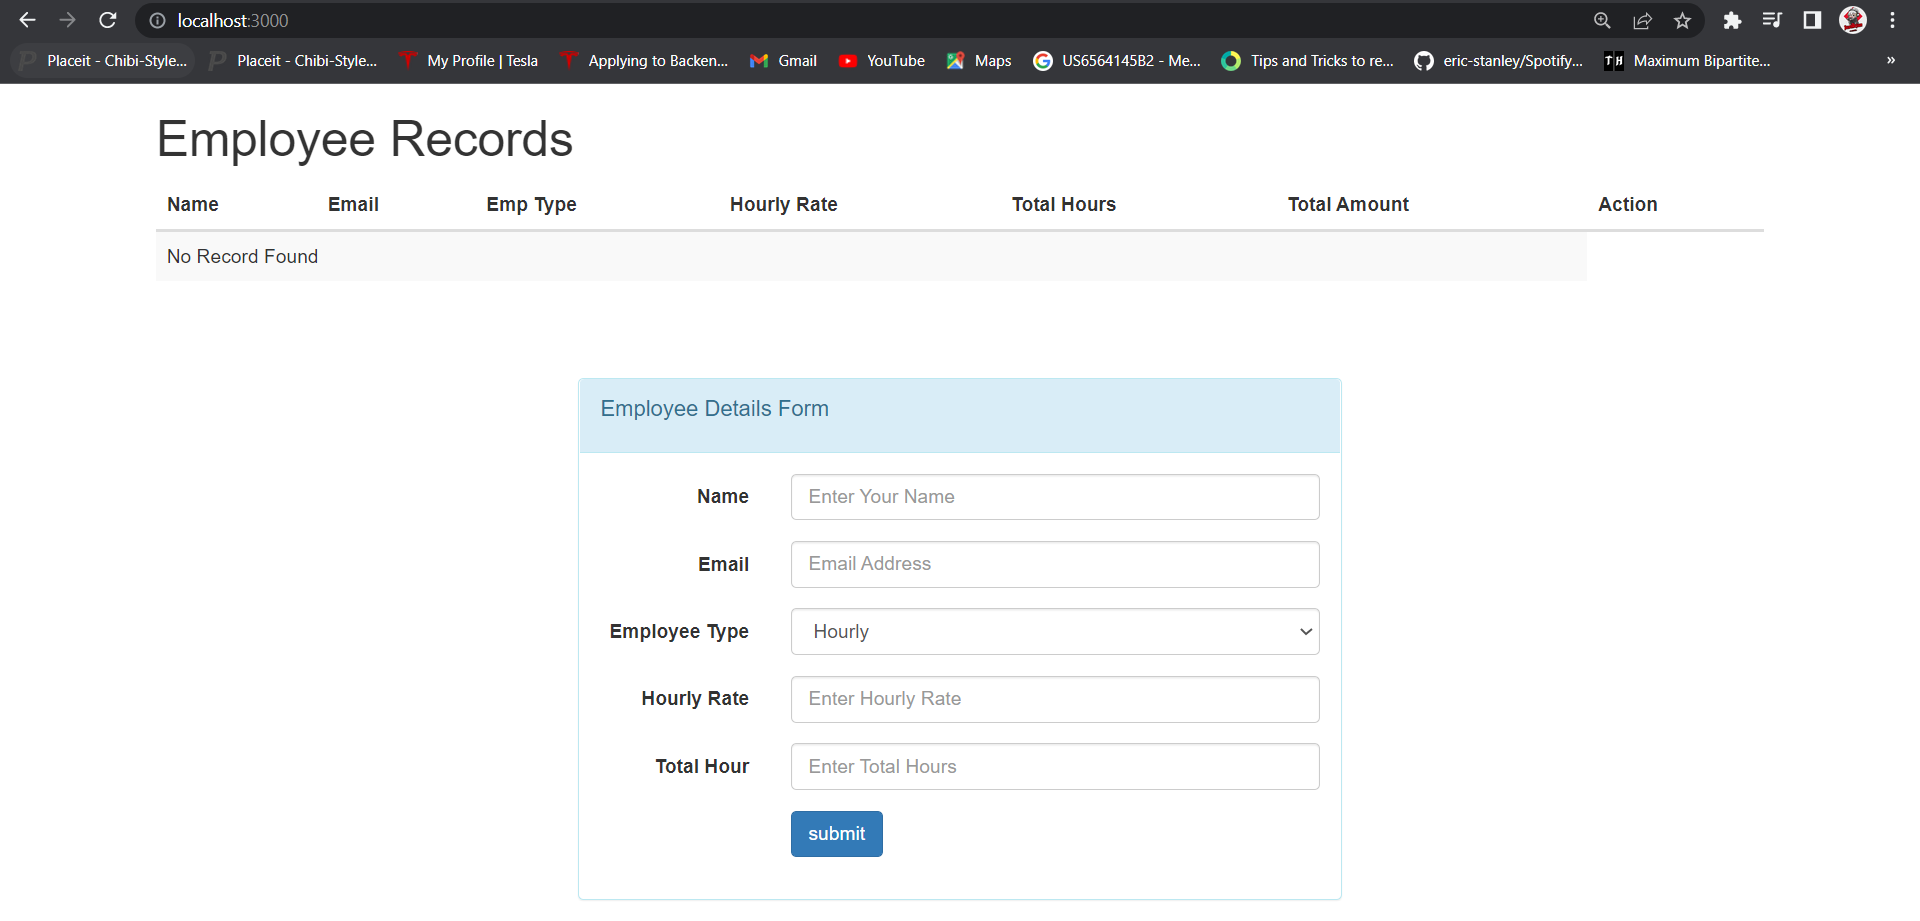 localhost:3000
Placeit - Chibi-Style... Placeit - Chibi-Style... My Profile | Tesla Applying to Backen... Gmail YouTube Maps US6564145B2 - Me... Tips and Tricks to re... eric-stanley/Spotify... Maximum Bipartite... »
Employee Records
Name Email Emp Type Hourly Rate Total Hours Total Amount Action
No Record Found
Employee Details Form
Name Enter Your Name
Email Email Address
Employee Type Hourly
Hourly Rate Enter Hourly Rate
Total Hour Enter Total Hours
submit